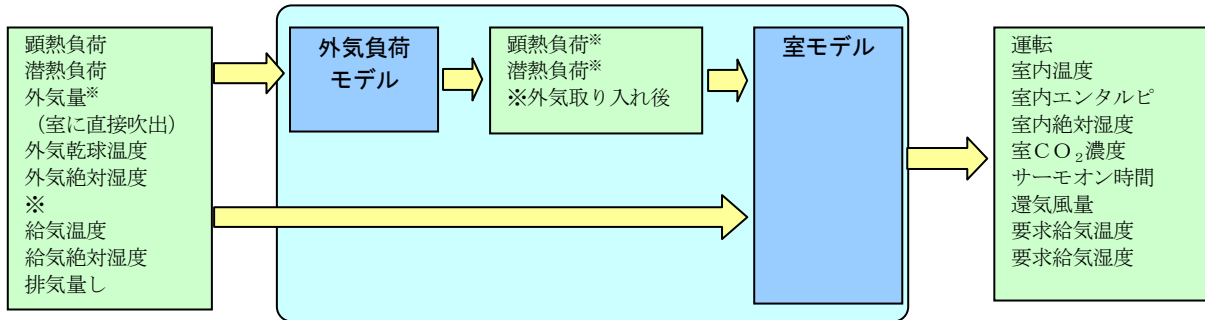 顕熱負荷
潜熱負荷
外気量※
（室に直接吹出）
外気乾球温度
外気絶対湿度
※
給気温度
給気絶対湿度
排気量し
外気負荷
モデル
顕熱負荷※
潜熱負荷※
※外気取り入れ後
室モデル
運転
室内温度
室内エンタルピ
室内絶対湿度
室ＣＯ₂濃度
サーモオン時間
還気風量
要求給気温度
要求給気湿度